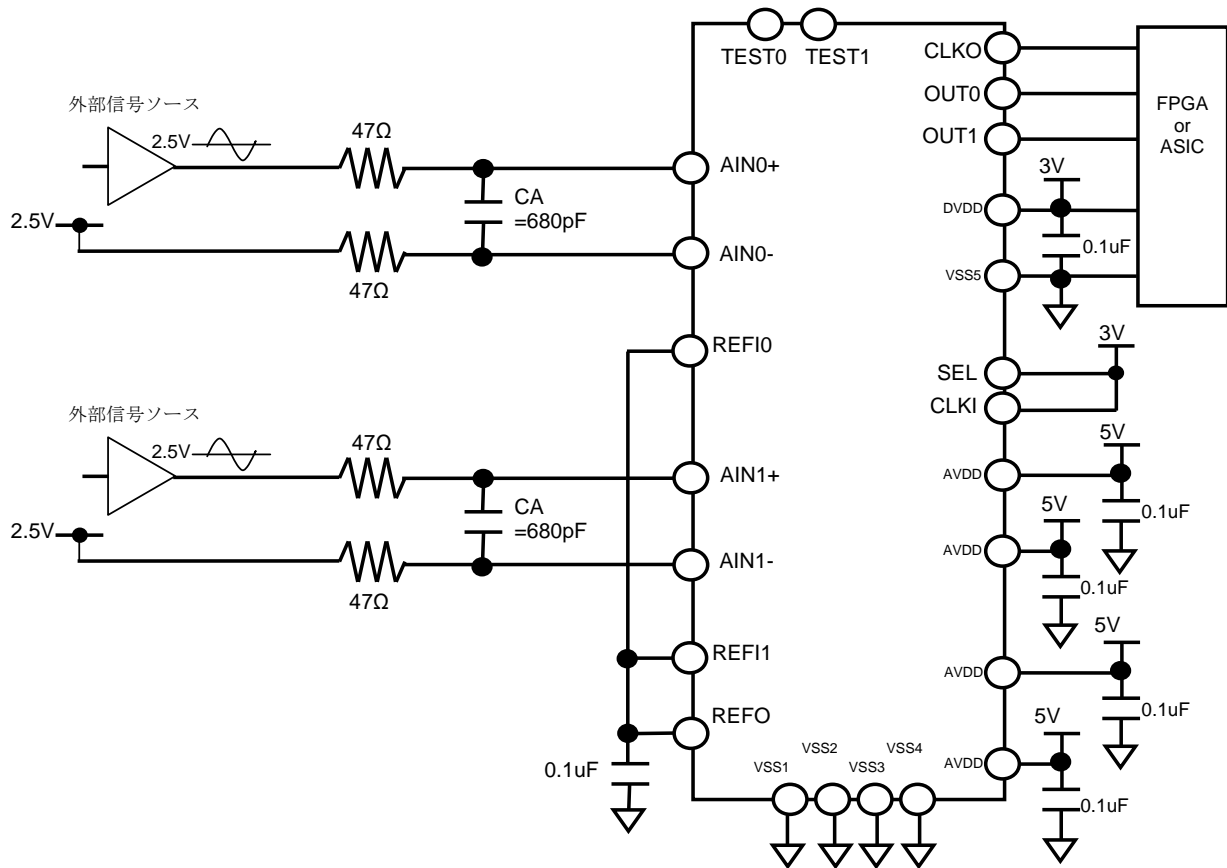 TEST0 TEST1
CLKO
OUT0
OUT1
FPGA
or
ASIC
外部信号ソース
2.5V
47Ω
AIN0+
CA
=680pF
2.5V
AIN0-
47Ω
3V
DVDD
0.1uF
VSS5
REFI0
3V
SEL
CLKI
外部信号ソース
2.5V
47Ω
AIN1+
CA
=680pF
2.5V
AIN1-
47Ω
5V
AVDD
0.1uF
5V
AVDD
0.1uF
REFI1
5V
AVDD
0.1uF
REFO
0.1uF
5V
AVDD
0.1uF
VSS1
VSS2
VSS3
VSS4